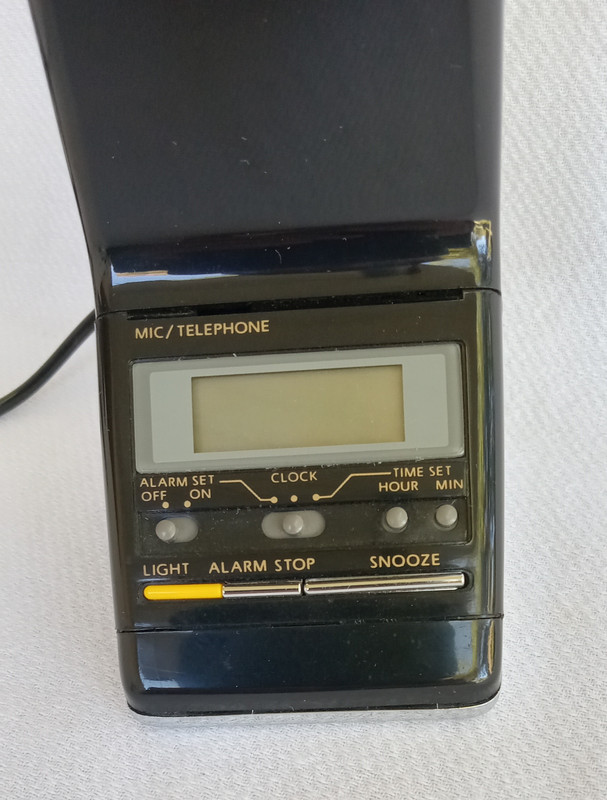 MIC/TELEPHONE
ALARM SET CLOCK TIME SET
OFF ON HOUR MIN
LIGHT ALARM STOP SNOOZE